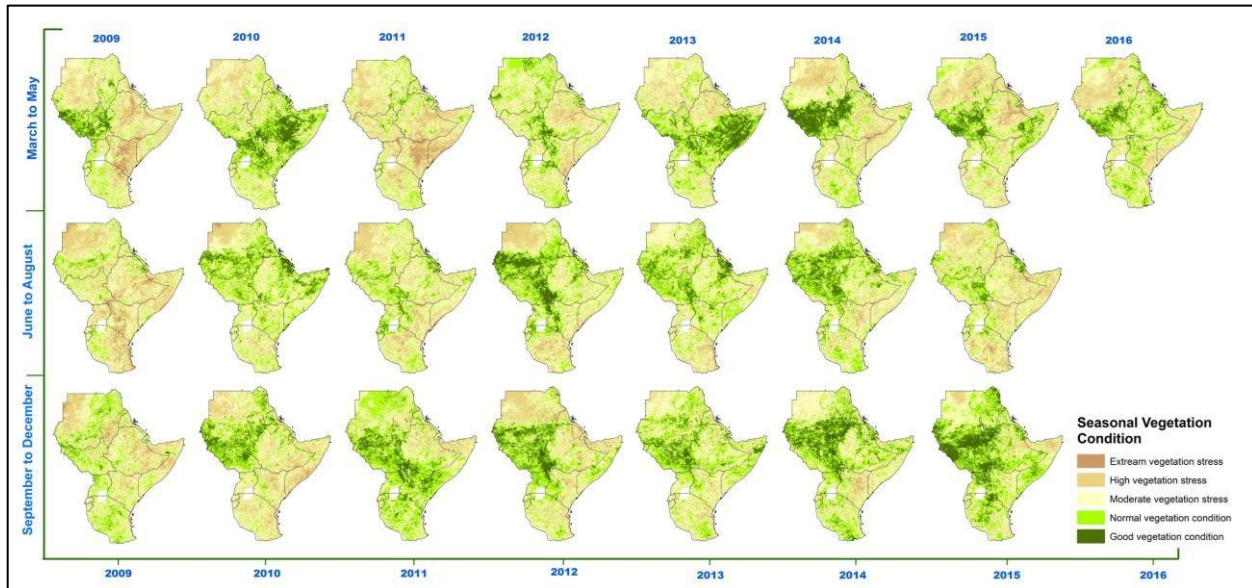 2009
2010
2011
2012
2013
2014
2015
2016
March to May
June to August
September to December
Seasonal Vegetation
Condition
Extream vegetation stress
High vegetation stress
Moderate vegetation stress
Normal vegetation condition
Good vegetation condition
2009
2010
2011
2012
2013
2014
2015
2016